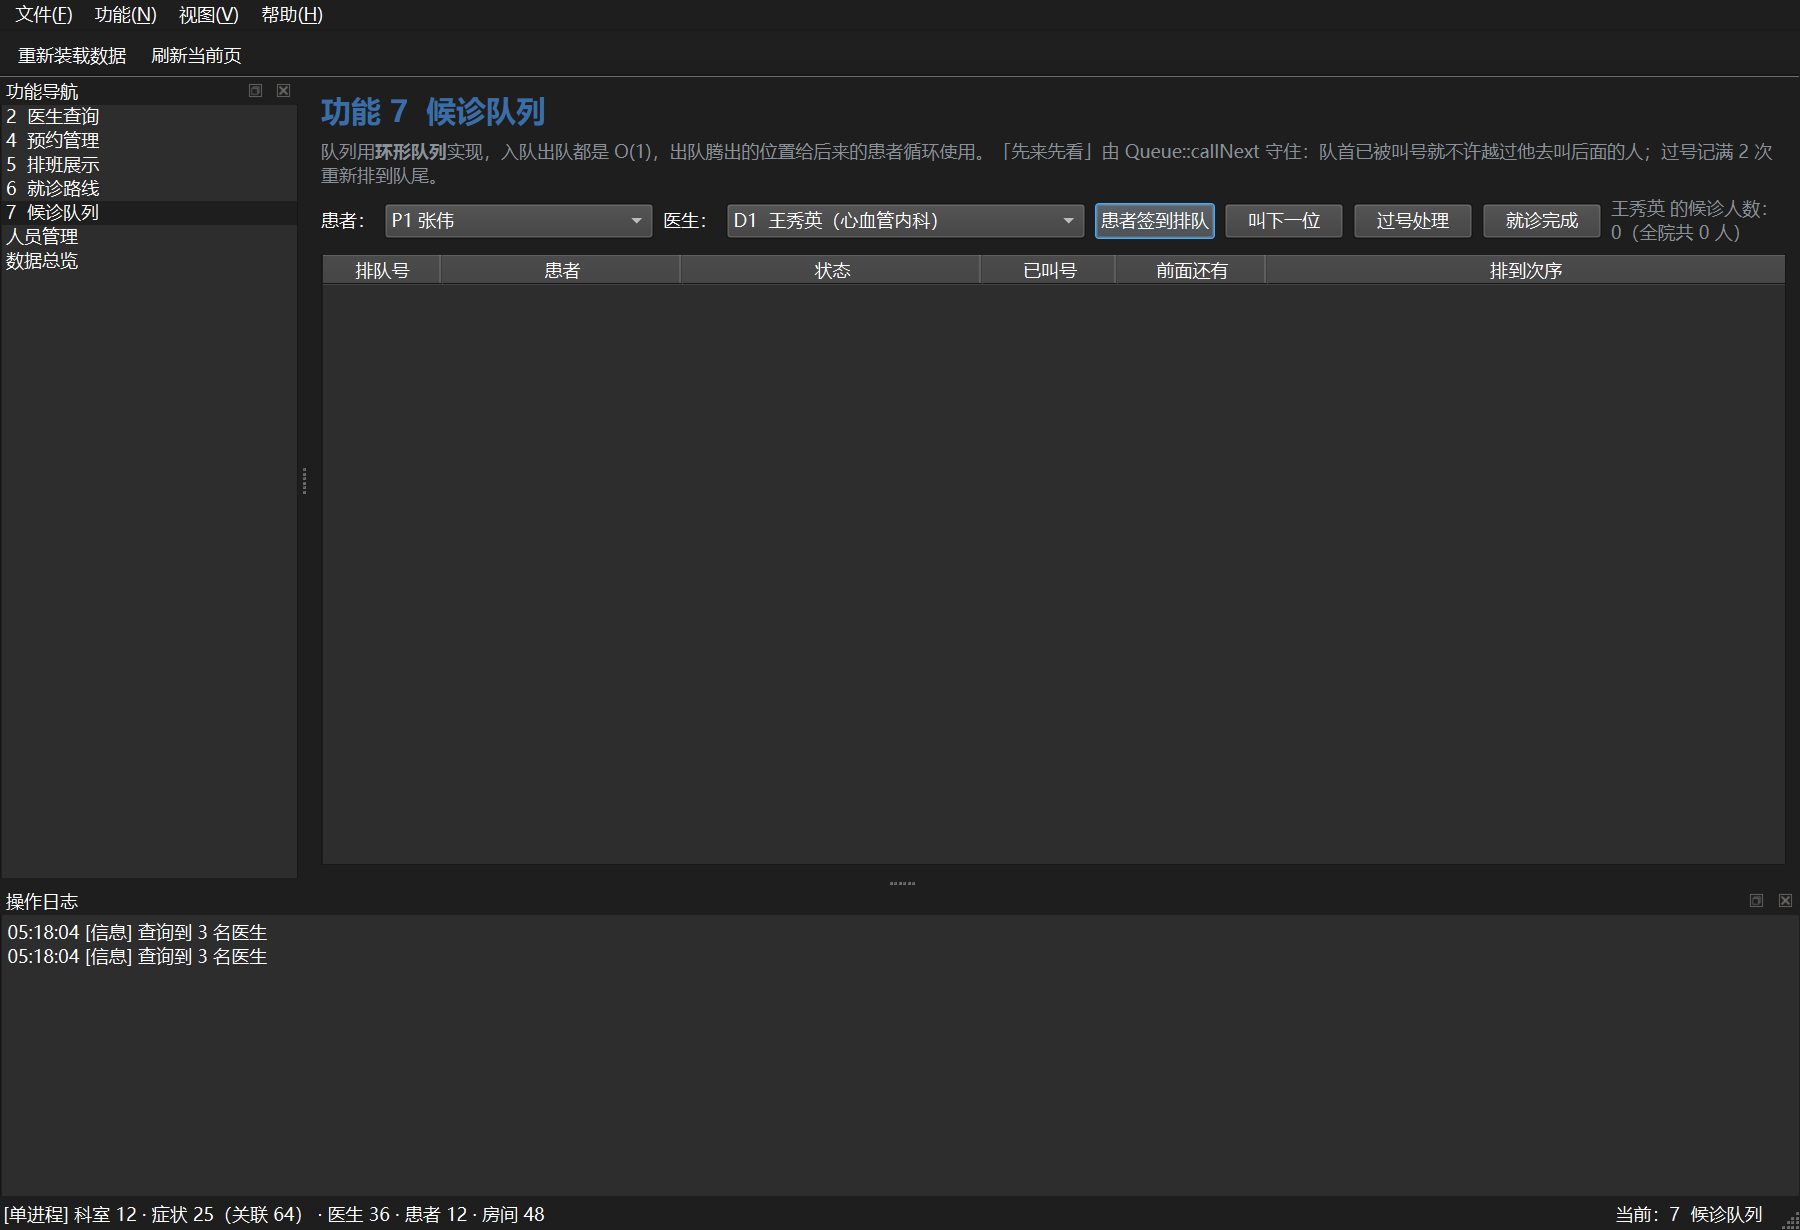 文件(F) 功能(N) 视图(V) 帮助(H)
重新装载数据 刷新当前页
功能导航
2 医生查询
4 预约管理
5 排班展示
6 就诊路线
7 候诊队列
人员管理
数据总览
功能 7 候诊队列
队列用环形队列实现，入队出队都是 O(1)，出队腾出的位置给后来的患者循环使用。「先来先看」由 Queue::callNext 守住：队首已被叫号就不许越过他去叫后面的人；过号记满 2 次
重新排到队尾。
患者： P1 张伟 医生： D1 王秀英（心血管内科） 患者签到排队 叫下一位 过号处理 就诊完成 王秀英 的候诊人数：
0（全院共 0 人）
排队号 患者 状态 已叫号 前面还有 排到次序
操作日志
05:18:04 [信息] 查询到 3 名医生
05:18:04 [信息] 查询到 3 名医生
[单进程] 科室 12 · 症状 25（关联 64） · 医生 36 · 患者 12 · 房间 48 当前：7 候诊队列